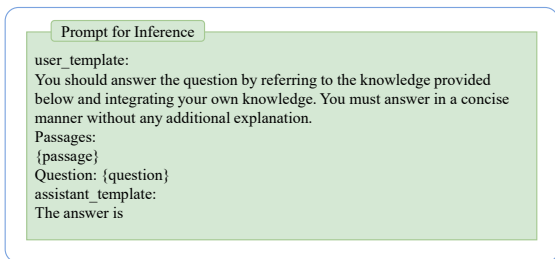 Prompt for Inference
user_template:
You should answer the question by referring to the knowledge provided
below and integrating your own knowledge. You must answer in a concise
manner without any additional explanation.
Passages:
{passage}
Question: {question}
assistant_template:
The answer is